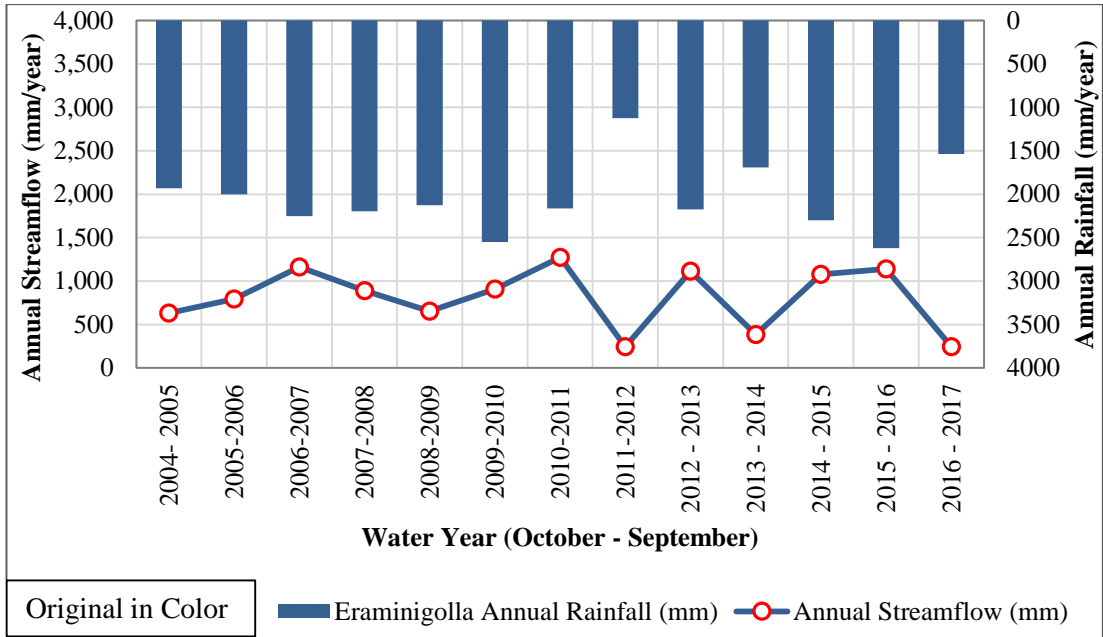 Annual Streamflow (mm/year)
4,000
3,500
3,000
2,500
2,000
1,500
1,000
500
0
0
500
1000
1500
2000
2500
3000
3500
4000
Annual Rainfall (mm/year)
2004- 2005
2005-2006
2006-2007
2007-2008
2008-2009
2009-2010
2010-2011
2011-2012
2012 - 2013
2013 - 2014
2014 - 2015
2015 - 2016
2016 - 2017
Water Year (October - September)
Original in Color
Eraminigolla Annual Rainfall (mm)
Annual Streamflow (mm)